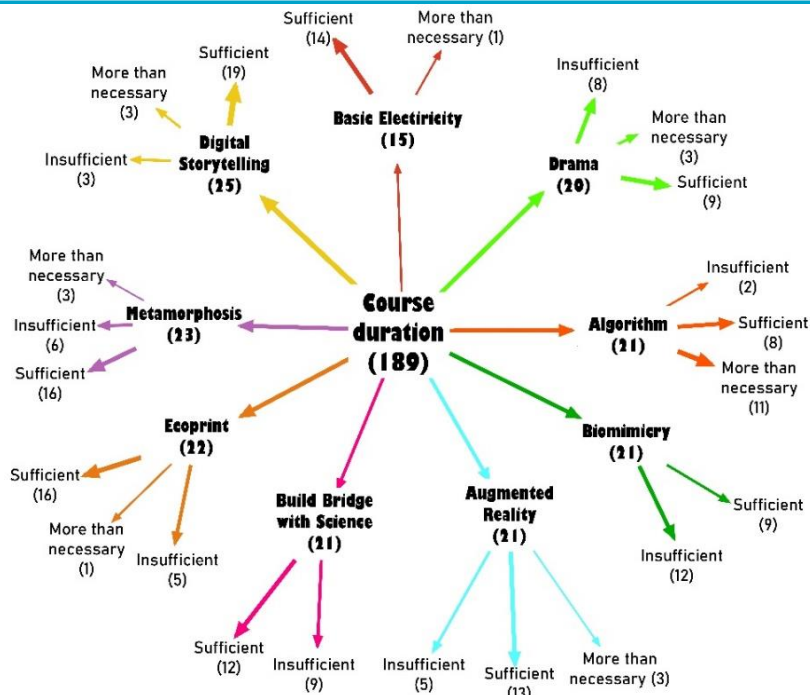 Course
duration
(189)
Basic Electiricity
(15)
Sufficient
(14)
More than
necessary (1)
Drama
(20)
Insufficient
(8)
More than
necessary
(3)
Sufficient
(9)
Algorithm
(21)
Insufficient
(2)
Sufficient
(8)
More than
necessary
(11)
Biomimicry
(21)
Sufficient
(9)
Insufficient
(12)
Augmented
Reality
(21)
More than
necessary (3)
Sufficient
(13)
Insufficient
(5)
Build Bridge
with Science
(21)
Insufficient
(9)
Sufficient
(12)
Ecoprint
(22)
Insufficient
(5)
More than
necessary
(1)
Sufficient
(16)
Metamorphosis
(23)
Sufficient
(16)
Insufficient
(6)
More than
necessary
(3)
Digital
Storytelling
(25)
Insufficient
(3)
More than
necessary
(3)
Sufficient
(19)